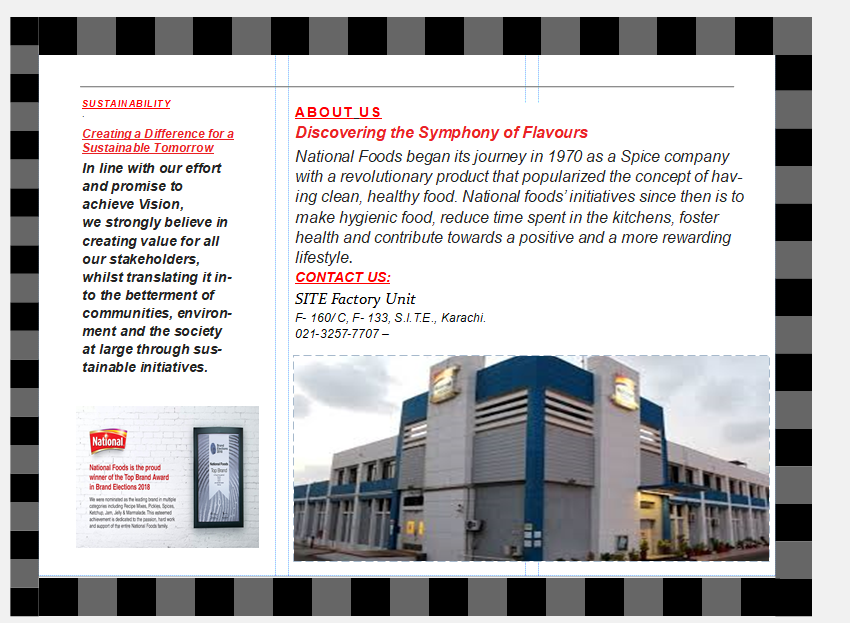 SUSTAINABILITY
.
Creating a Difference for a
Sustainable Tomorrow
In line with our effort
and promise to
achieve Vision,
we strongly believe in
creating value for all
our stakeholders,
whilst translating it in-
to the betterment of
communities, environ-
ment and the society
at large through sus-
tainable initiatives.
National
National Foods is the proud
winner of the Top Brand Award
in Brand Elections 2018
We were nominated as the leading brand in multiple
categories including Recipe Mixes, Pickles, Spices,
Ketchup, Jam, Jelly & Marmalade. This esteemed
achievement is dedicated to the passion, hard work
and support of the entire National Foods family.
National Foods
Top Brand
ABOUT US
Discovering the Symphony of Flavours
National Foods began its journey in 1970 as a Spice company
with a revolutionary product that popularized the concept of hav-
ing clean, healthy food. National foods’ initiatives since then is to
make hygienic food, reduce time spent in the kitchens, foster
health and contribute towards a positive and a more rewarding
lifestyle.
CONTACT US:
SITE Factory Unit
F- 160/ C, F- 133, S.I.T.E., Karachi.
021-3257-7707 –